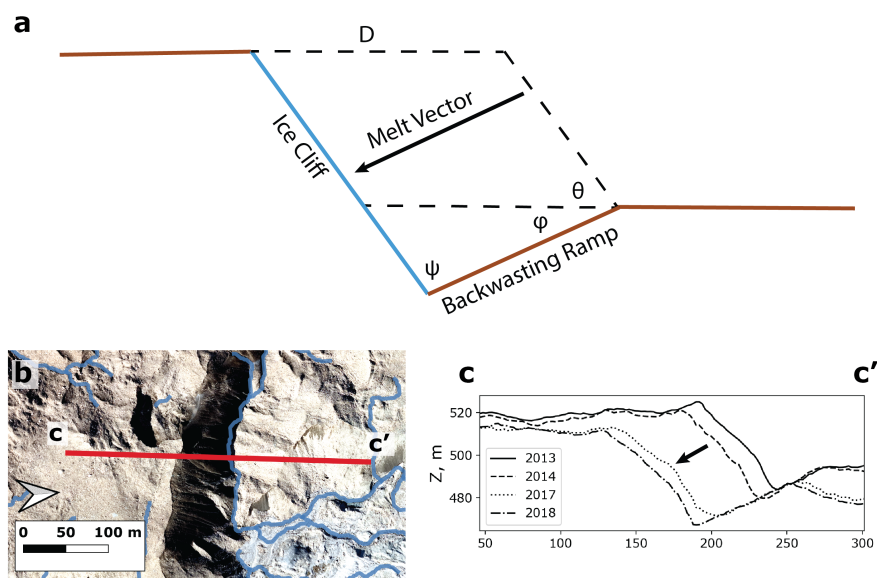 a
D
Melt Vector
Ice Cliff
θ
φ
ψ
Backwasting Ramp
b
c
c'
0 50 100 m
c c'
Z, m
520
500
480
2013
2014
2017
2018
50 100 150 200 250 300